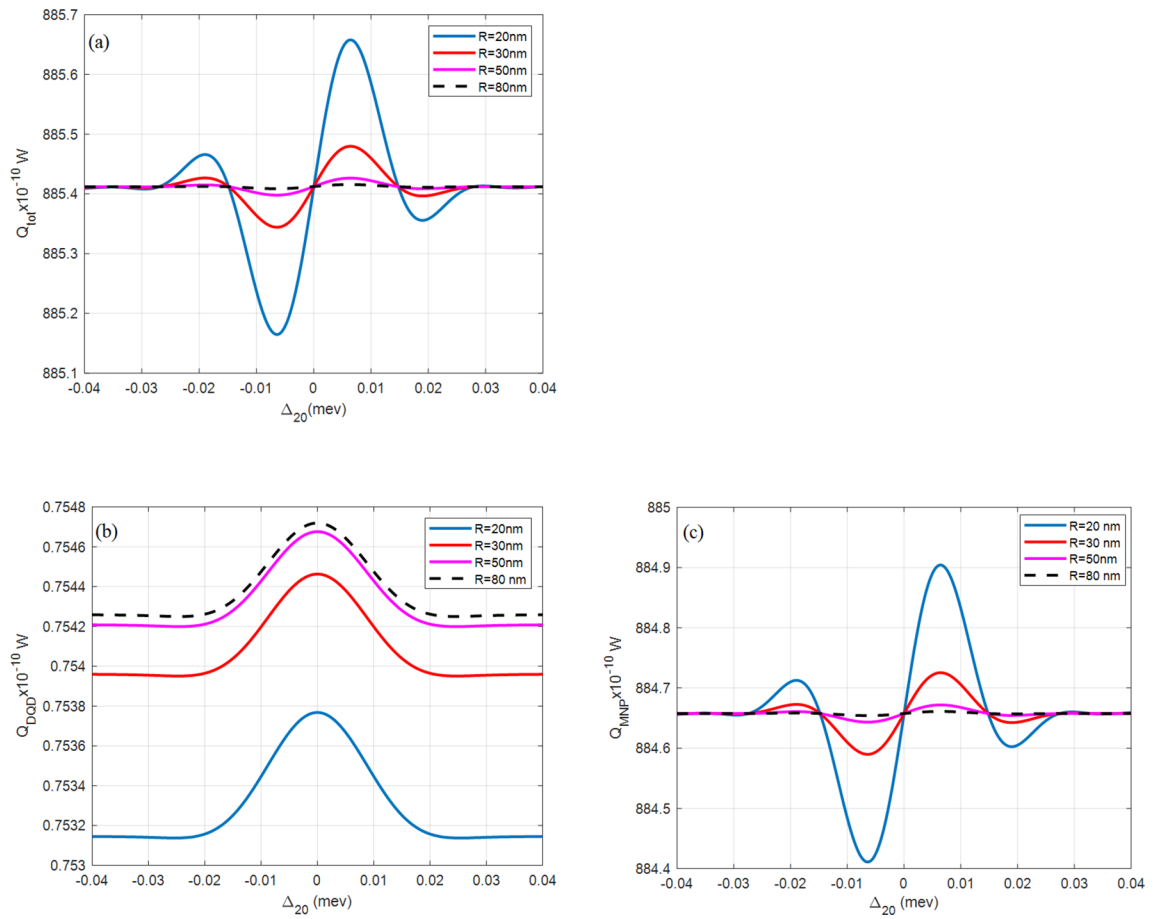 (a)
R=20nm
R=30nm
R=50nm
R=80nm
885.7
885.6
885.5
885.4
885.3
885.2
885.1
Q_tot x10^-10 W
-0.04 -0.03 -0.02 -0.01 0 0.01 0.02 0.03 0.04
Δ_20(mev)
(b)
R=20nm
R=30nm
R=50nm
R=80 nm
0.7548
0.7546
0.7544
0.7542
0.754
0.7538
0.7536
0.7534
0.7532
0.753
Q_DQD x10^-10 W
-0.04 -0.03 -0.02 -0.01 0 0.01 0.02 0.03 0.04
Δ_20 (mev)
(c)
R=20 nm
R=30 nm
R=50nm
R=80 nm
885
884.9
884.8
884.7
884.6
884.5
884.4
Q_MNP x10^-10 W
-0.04 -0.03 -0.02 -0.01 0 0.01 0.02 0.03 0.04
Δ_20 (mev)